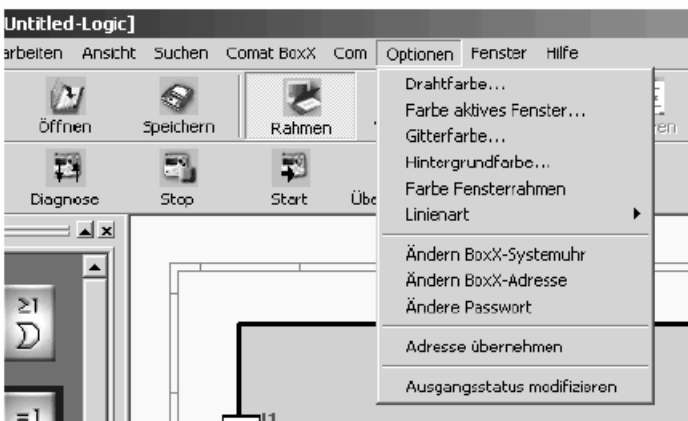 Untitled-Logic]
arbeiten Ansicht Suchen Comat BoxX Com Optionen Fenster Hilfe
Öffnen Speichern Rahmen
Diagnose Stop Start
Drahtfarbe...
Farbe aktives Fenster...
Gitterfarbe...
Hintergrundfarbe...
Farbe Fensterrahmen
Linienart
Ändern BoxX-Systemuhr
Ändern BoxX-Adresse
Ändere Passwort
Adresse übernehmen
Ausgangsstatus modifizieren
≥1
=1
I1